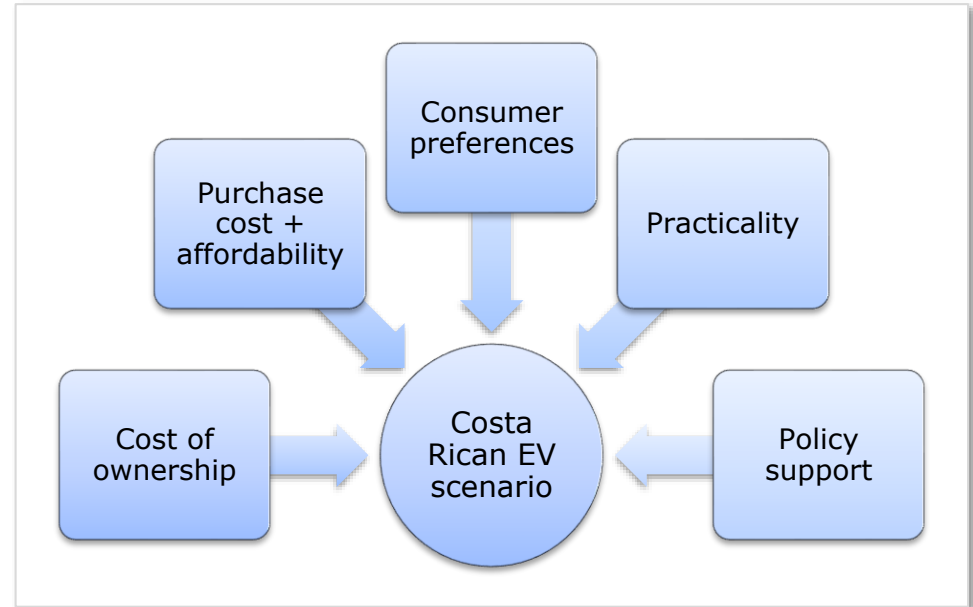 Consumer
preferences
Purchase
cost +
affordability
Practicality
Cost of
ownership
Costa
Rican EV
scenario
Policy
support